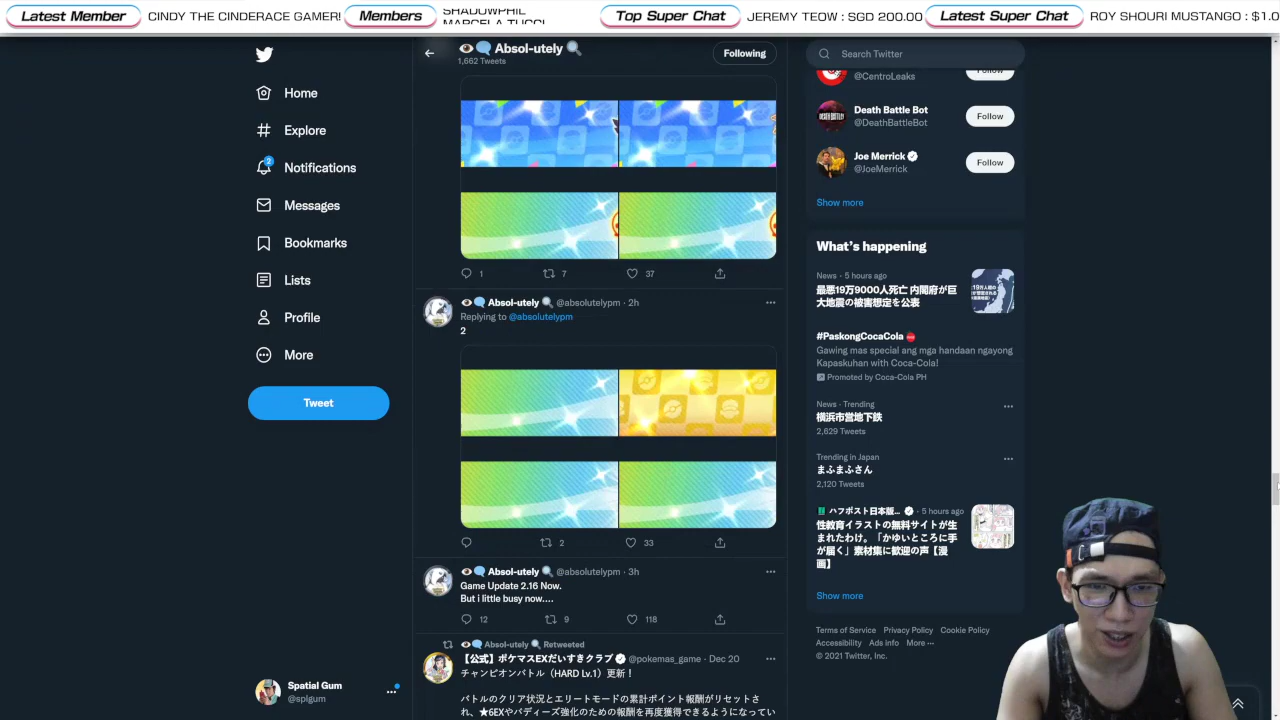 Latest Member
CINDY THE CINDERACE GAMER!
Members
SHADOWPHIL
MARCELA TUCCI
Top Super Chat
JEREMY TEOW : SGD 200.00
Latest Super Chat
ROY SHOURI MUSTANGO : $1.0
Home
Explore
2
Notifications
Messages
Bookmarks
Lists
Profile
More
Tweet
Spatial Gum
@splgum
Absol-utely
1,662 Tweets
Following
1 7 37
Absol-utely @absolutelypm · 2h
Replying to @absolutelypm
2
2 33
Absol-utely @absolutelypm · 3h
Game Update 2.16 Now.
But i little busy now....
12 9 118
Absol-utely Retweeted
【公式】ポケマスEXだいすきクラブ @pokemas_game · Dec 20
チャンピオンバトル（HARD Lv.1）更新！
バトルのクリア状況とエリートモードの累計ポイント報酬がリセットさ
れ、★6EXやバディーズ強化のための報酬を再度獲得できるようになってい
Search Twitter
@CentroLeaks
Follow
Death Battle Bot
@DeathBattleBot
Follow
Joe Merrick
@JoeMerrick
Follow
Show more
What's happening
News · 5 hours ago
最悪19万9000人死亡 内閣府が巨
大地震の被害想定を公表
#PaskongCocaCola
Gawing mas special ang mga handaan ngayong
Kapaskuhan with Coca-Cola!
Promoted by Coca-Cola PH
News · Trending
横浜市営地下鉄
2,629 Tweets
Trending in Japan
まふまふさん
2,120 Tweets
ハフポスト日本版... · 5 hours ago
性教育イラストの無料サイトが生
まれたわけ。「かゆいところに手
が届く」素材集に歓迎の声【漫
画】
Show more
Terms of Service Privacy Policy Cookie Policy
Accessibility Ads info More ···
© 2021 Twitter, Inc.